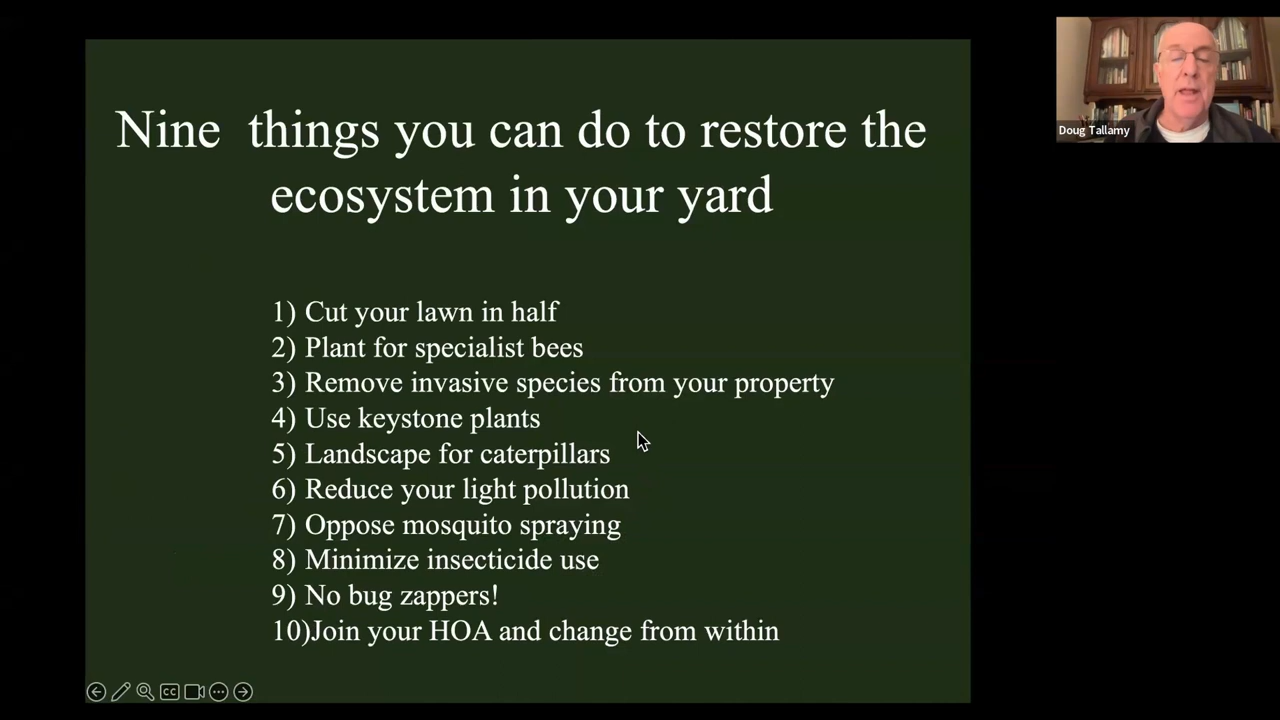 Nine things you can do to restore the
ecosystem in your yard
1) Cut your lawn in half
2) Plant for specialist bees
3) Remove invasive species from your property
4) Use keystone plants
5) Landscape for caterpillars
6) Reduce your light pollution
7) Oppose mosquito spraying
8) Minimize insecticide use
9) No bug zappers!
10)Join your HOA and change from within
Doug Tallamy
CC